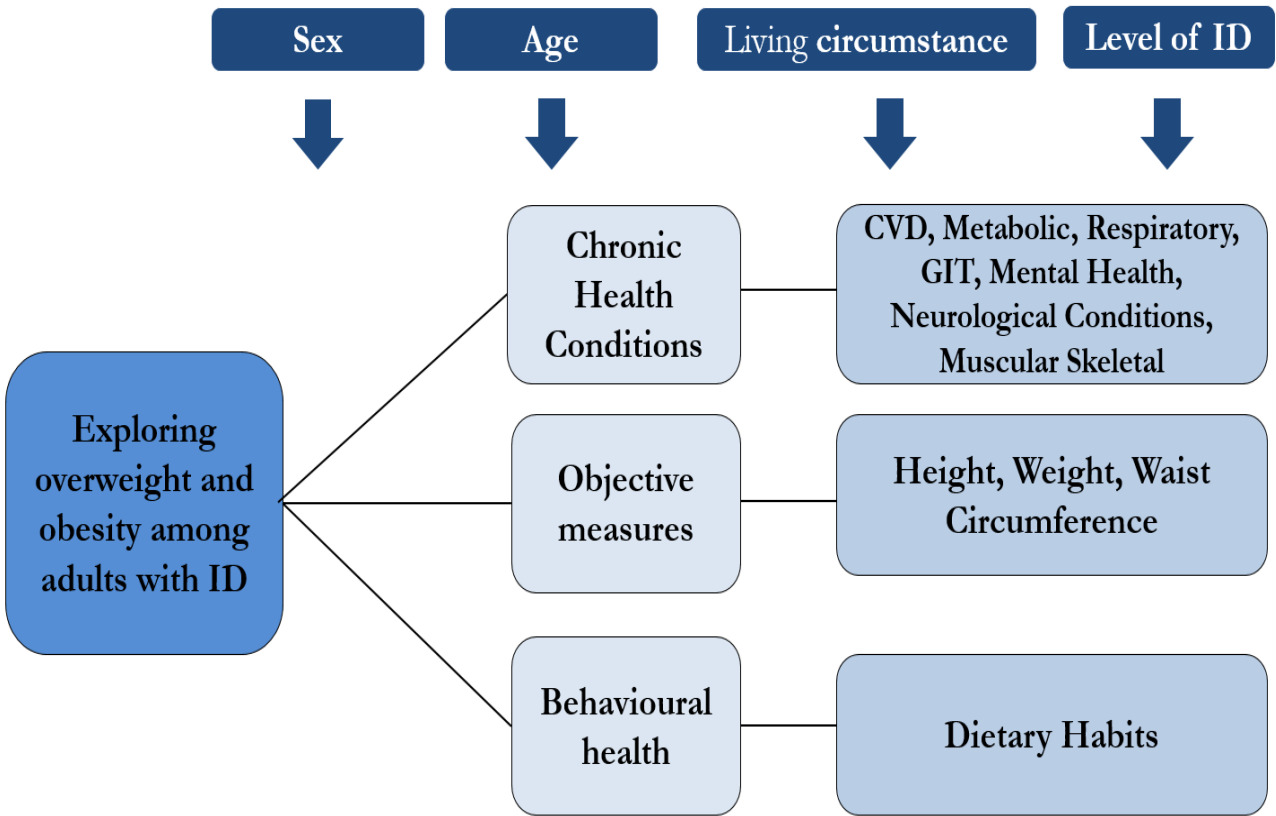 Sex
Age
Living circumstance
Level of ID
Chronic
Health
Conditions
CVD, Metabolic, Respiratory,
GIT, Mental Health,
Neurological Conditions,
Muscular Skeletal
Exploring
overweight and
obesity among
adults with ID
Objective
measures
Height, Weight, Waist
Circumference
Behavioural
health
Dietary Habits